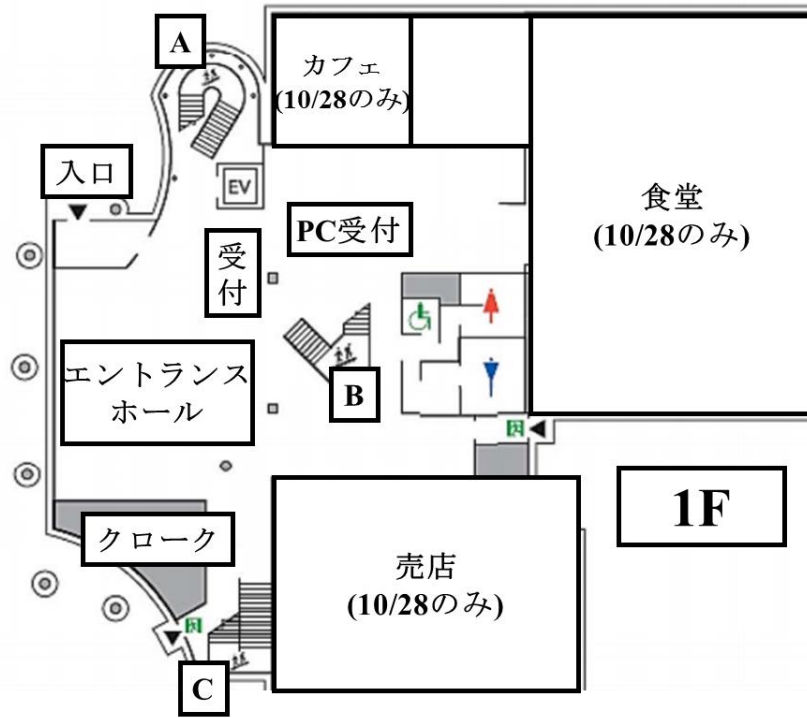 A
カフェ
(10/28のみ)
入口
EV
食堂
(10/28のみ)
受
付
PC受付
エントランス
ホール
B
1F
クローク
売店
(10/28のみ)
C